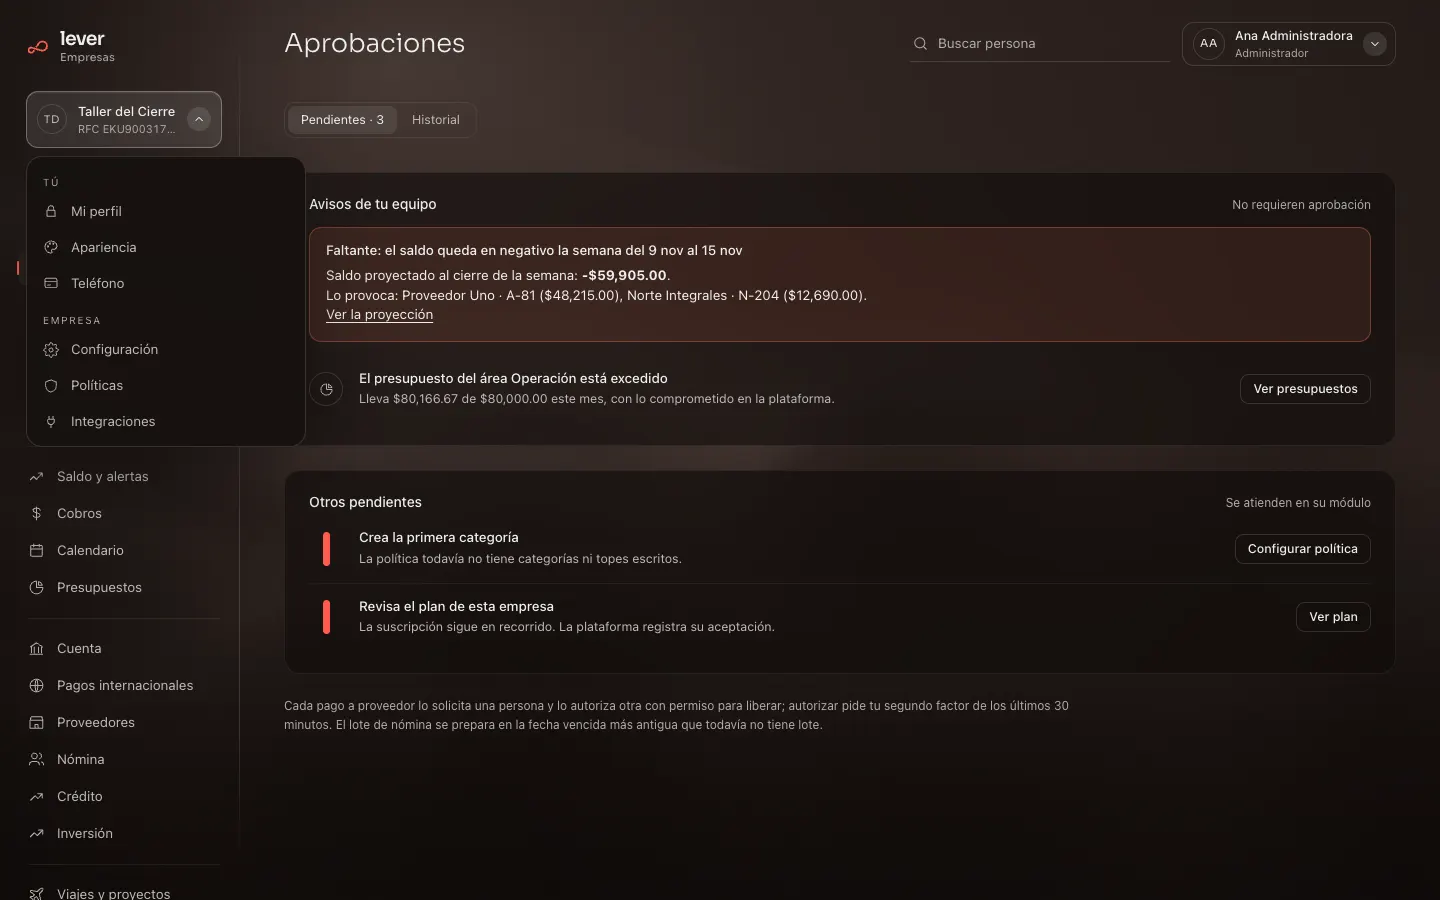 lever
Empresas
Aprobaciones
Buscar persona
AA
Ana Administradora
Administrador
TD
Taller del Cierre
RFC EKU900317...
Pendientes · 3
Historial
TÚ
Mi perfil
Apariencia
Teléfono
EMPRESA
Configuración
Políticas
Integraciones
Saldo y alertas
Cobros
Calendario
Presupuestos
Cuenta
Pagos internacionales
Proveedores
Nómina
Crédito
Inversión
Viajes y proyectos
Avisos de tu equipo
No requieren aprobación
Faltante: el saldo queda en negativo la semana del 9 nov al 15 nov
Saldo proyectado al cierre de la semana: -$59,905.00.
Lo provoca: Proveedor Uno · A-81 ($48,215.00), Norte Integrales · N-204 ($12,690.00).
Ver la proyección
El presupuesto del área Operación está excedido
Lleva $80,166.67 de $80,000.00 este mes, con lo comprometido en la plataforma.
Ver presupuestos
Otros pendientes
Se atienden en su módulo
Crea la primera categoría
La política todavía no tiene categorías ni topes escritos.
Configurar política
Revisa el plan de esta empresa
La suscripción sigue en recorrido. La plataforma registra su aceptación.
Ver plan
Cada pago a proveedor lo solicita una persona y lo autoriza otra con permiso para liberar; autorizar pide tu segundo factor de los últimos 30
minutos. El lote de nómina se prepara en la fecha vencida más antigua que todavía no tiene lote.